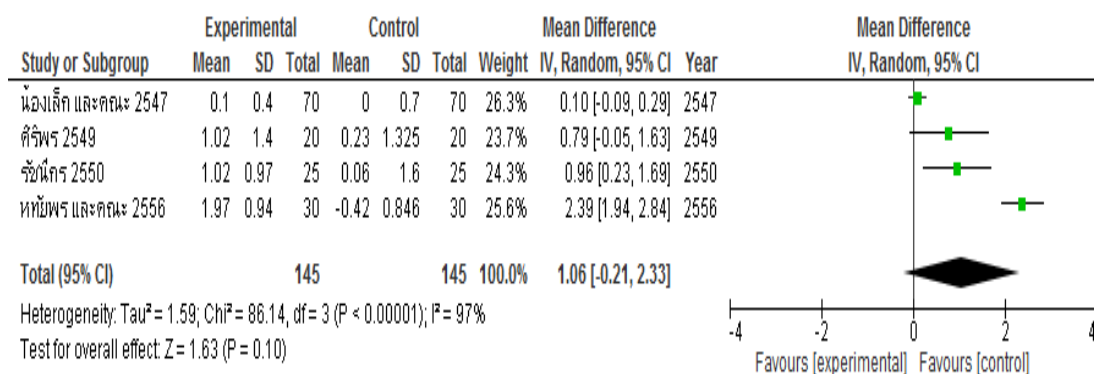 Experimental Control Mean Difference Mean Difference
Study or Subgroup Mean SD Total Mean SD Total Weight IV, Random, 95% CI Year IV, Random, 95% CI
น้องเล็ก และคณะ 2547 0.1 0.4 70 0 0.7 70 26.3% 0.10 [-0.09, 0.29] 2547
ศิริพร 2549 1.02 1.4 20 0.23 1.325 20 23.7% 0.79 [-0.05, 1.63] 2549
รัชนีกร 2550 1.02 0.97 25 0.06 1.6 25 24.3% 0.96 [0.23, 1.69] 2550
หทัยพร และคณะ 2556 1.97 0.94 30 -0.42 0.846 30 25.6% 2.39 [1.94, 2.84] 2556
Total (95% CI) 145 145 100.0% 1.06 [-0.21, 2.33]
Heterogeneity: Tau² = 1.59; Chi² = 86.14, df = 3 (P < 0.00001); I² = 97%
Test for overall effect: Z = 1.63 (P = 0.10)
-4 -2 0 2 4
Favours [experimental] Favours [control]